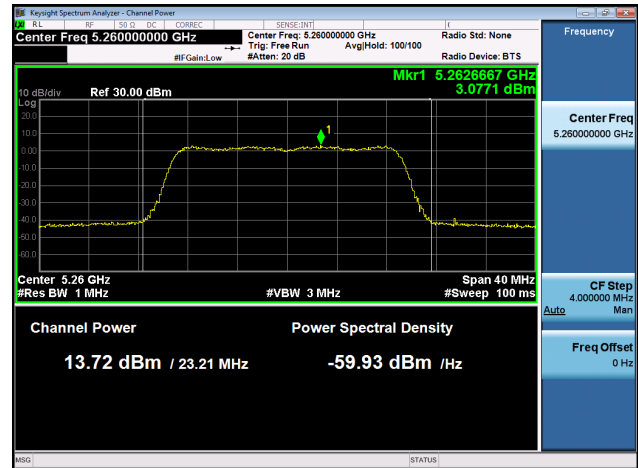 Keysight Spectrum Analyzer - Channel Power
RL RF 50 Ω DC CORREC SENSE:INT
Center Freq 5.260000000 GHz
#IFGain:Low
Center Freq: 5.260000000 GHz
Trig: Free Run Avg|Hold: 100/100
#Atten: 20 dB
Radio Std: None
Radio Device: BTS
Mkr1 5.2626667 GHz
3.0771 dBm
10 dB/div Ref 30.00 dBm
Log
20.0
10.0
0.00
-10.0
-20.0
-30.0
-40.0
-50.0
-60.0
1
Center 5.26 GHz Span 40 MHz
#Res BW 1 MHz #VBW 3 MHz #Sweep 100 ms
Channel Power Power Spectral Density
13.72 dBm / 23.21 MHz -59.93 dBm /Hz
Frequency
Center Freq
5.260000000 GHz
CF Step
4.000000 MHz
Auto Man
Freq Offset
0 Hz
MSG STATUS